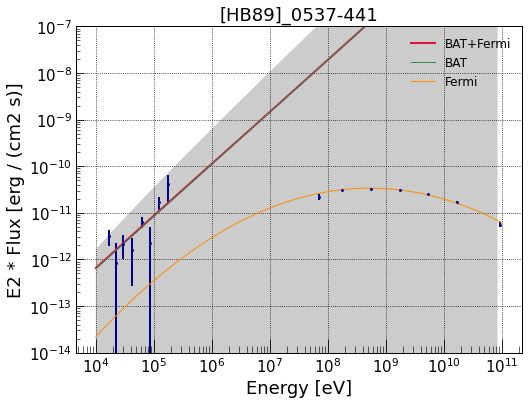 [HB89]_0537-441
E2 * Flux [erg / (cm2 s)]
10^-7
10^-8
10^-9
10^-10
10^-11
10^-12
10^-13
10^-14
BAT+Fermi
BAT
Fermi
10^4 10^5 10^6 10^7 10^8 10^9 10^10 10^11
Energy [eV]